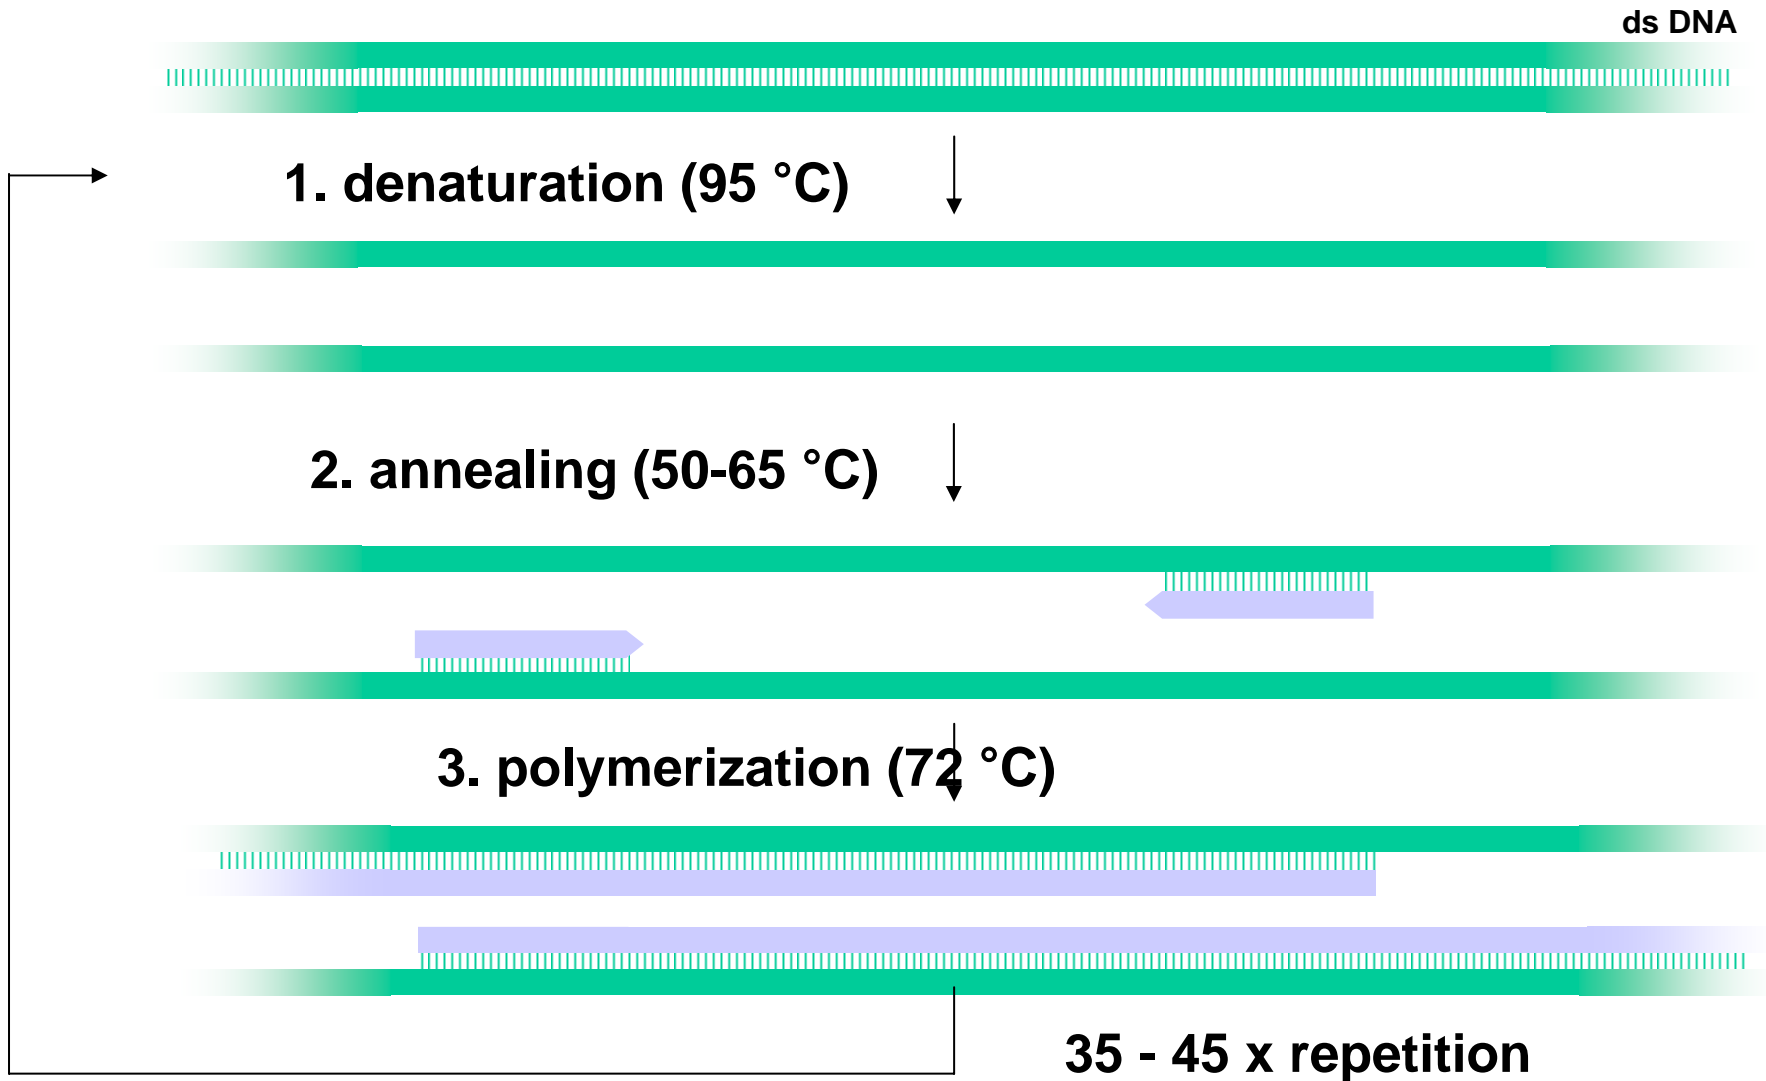 ds DNA
1. denaturation (95 °C)
2. annealing (50-65 °C)
3. polymerization (72 °C)
35 - 45 x repetition